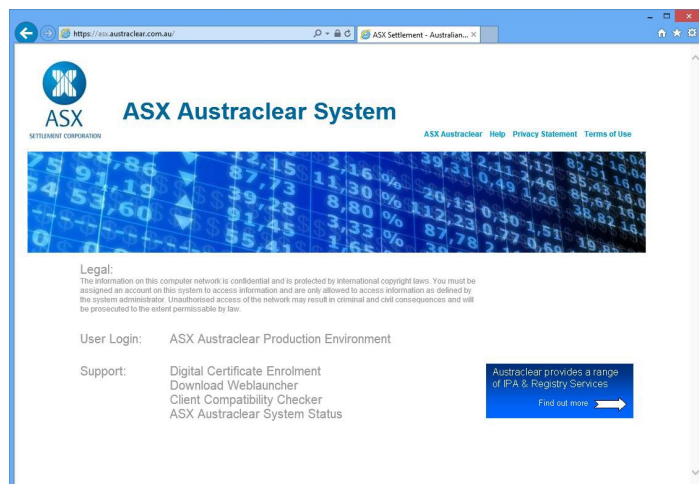 https://asx.austraclear.com.au/
ASX Settlement - Australian...
ASX
SETTLEMENT CORPORATION
ASX Austraclear System
ASX Austraclear Help Privacy Statement Terms of Use
Legal:
The information on this computer network is confidential and is protected by international copyright laws. You must be
assigned an account on this system to access information and are only allowed to access information as defined by
the system administrator. Unauthorised access of the network may result in criminal and civil consequences and will
be prosecuted to the extent permissable by law.
User Login: ASX Austraclear Production Environment
Support: Digital Certificate Enrolment
Download Weblauncher
Client Compatibility Checker
ASX Austraclear System Status
Austraclear provides a range
of IPA & Registry Services
Find out more